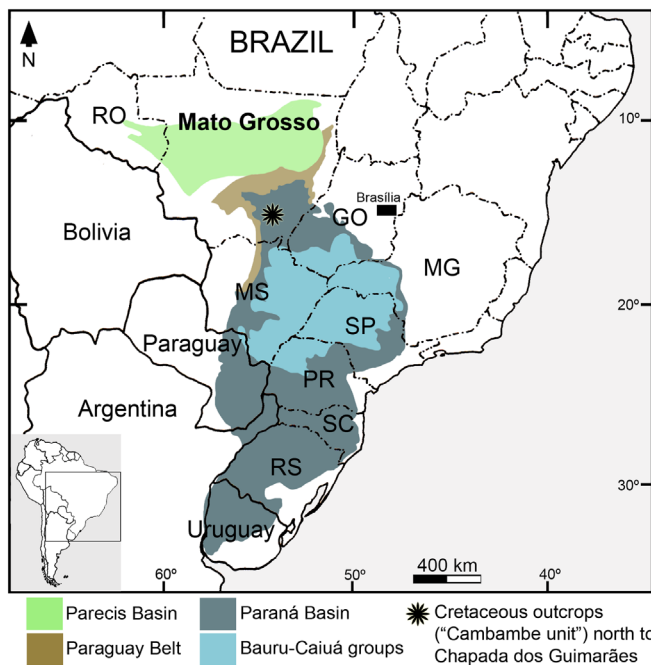 BRAZIL
N
RO
Mato Grosso
10º
Brasília
GO
Bolivia
MG
MS
20º
SP
Paraguay
PR
Argentina
SC
RS
30º
Uruguay
400 km
60º
50º
40º
Parecis Basin
Paraná Basin
Cretaceous outcrops
("Cambambe unit") north to
Chapada dos Guimarães
Paraguay Belt
Bauru-Caiuá groups